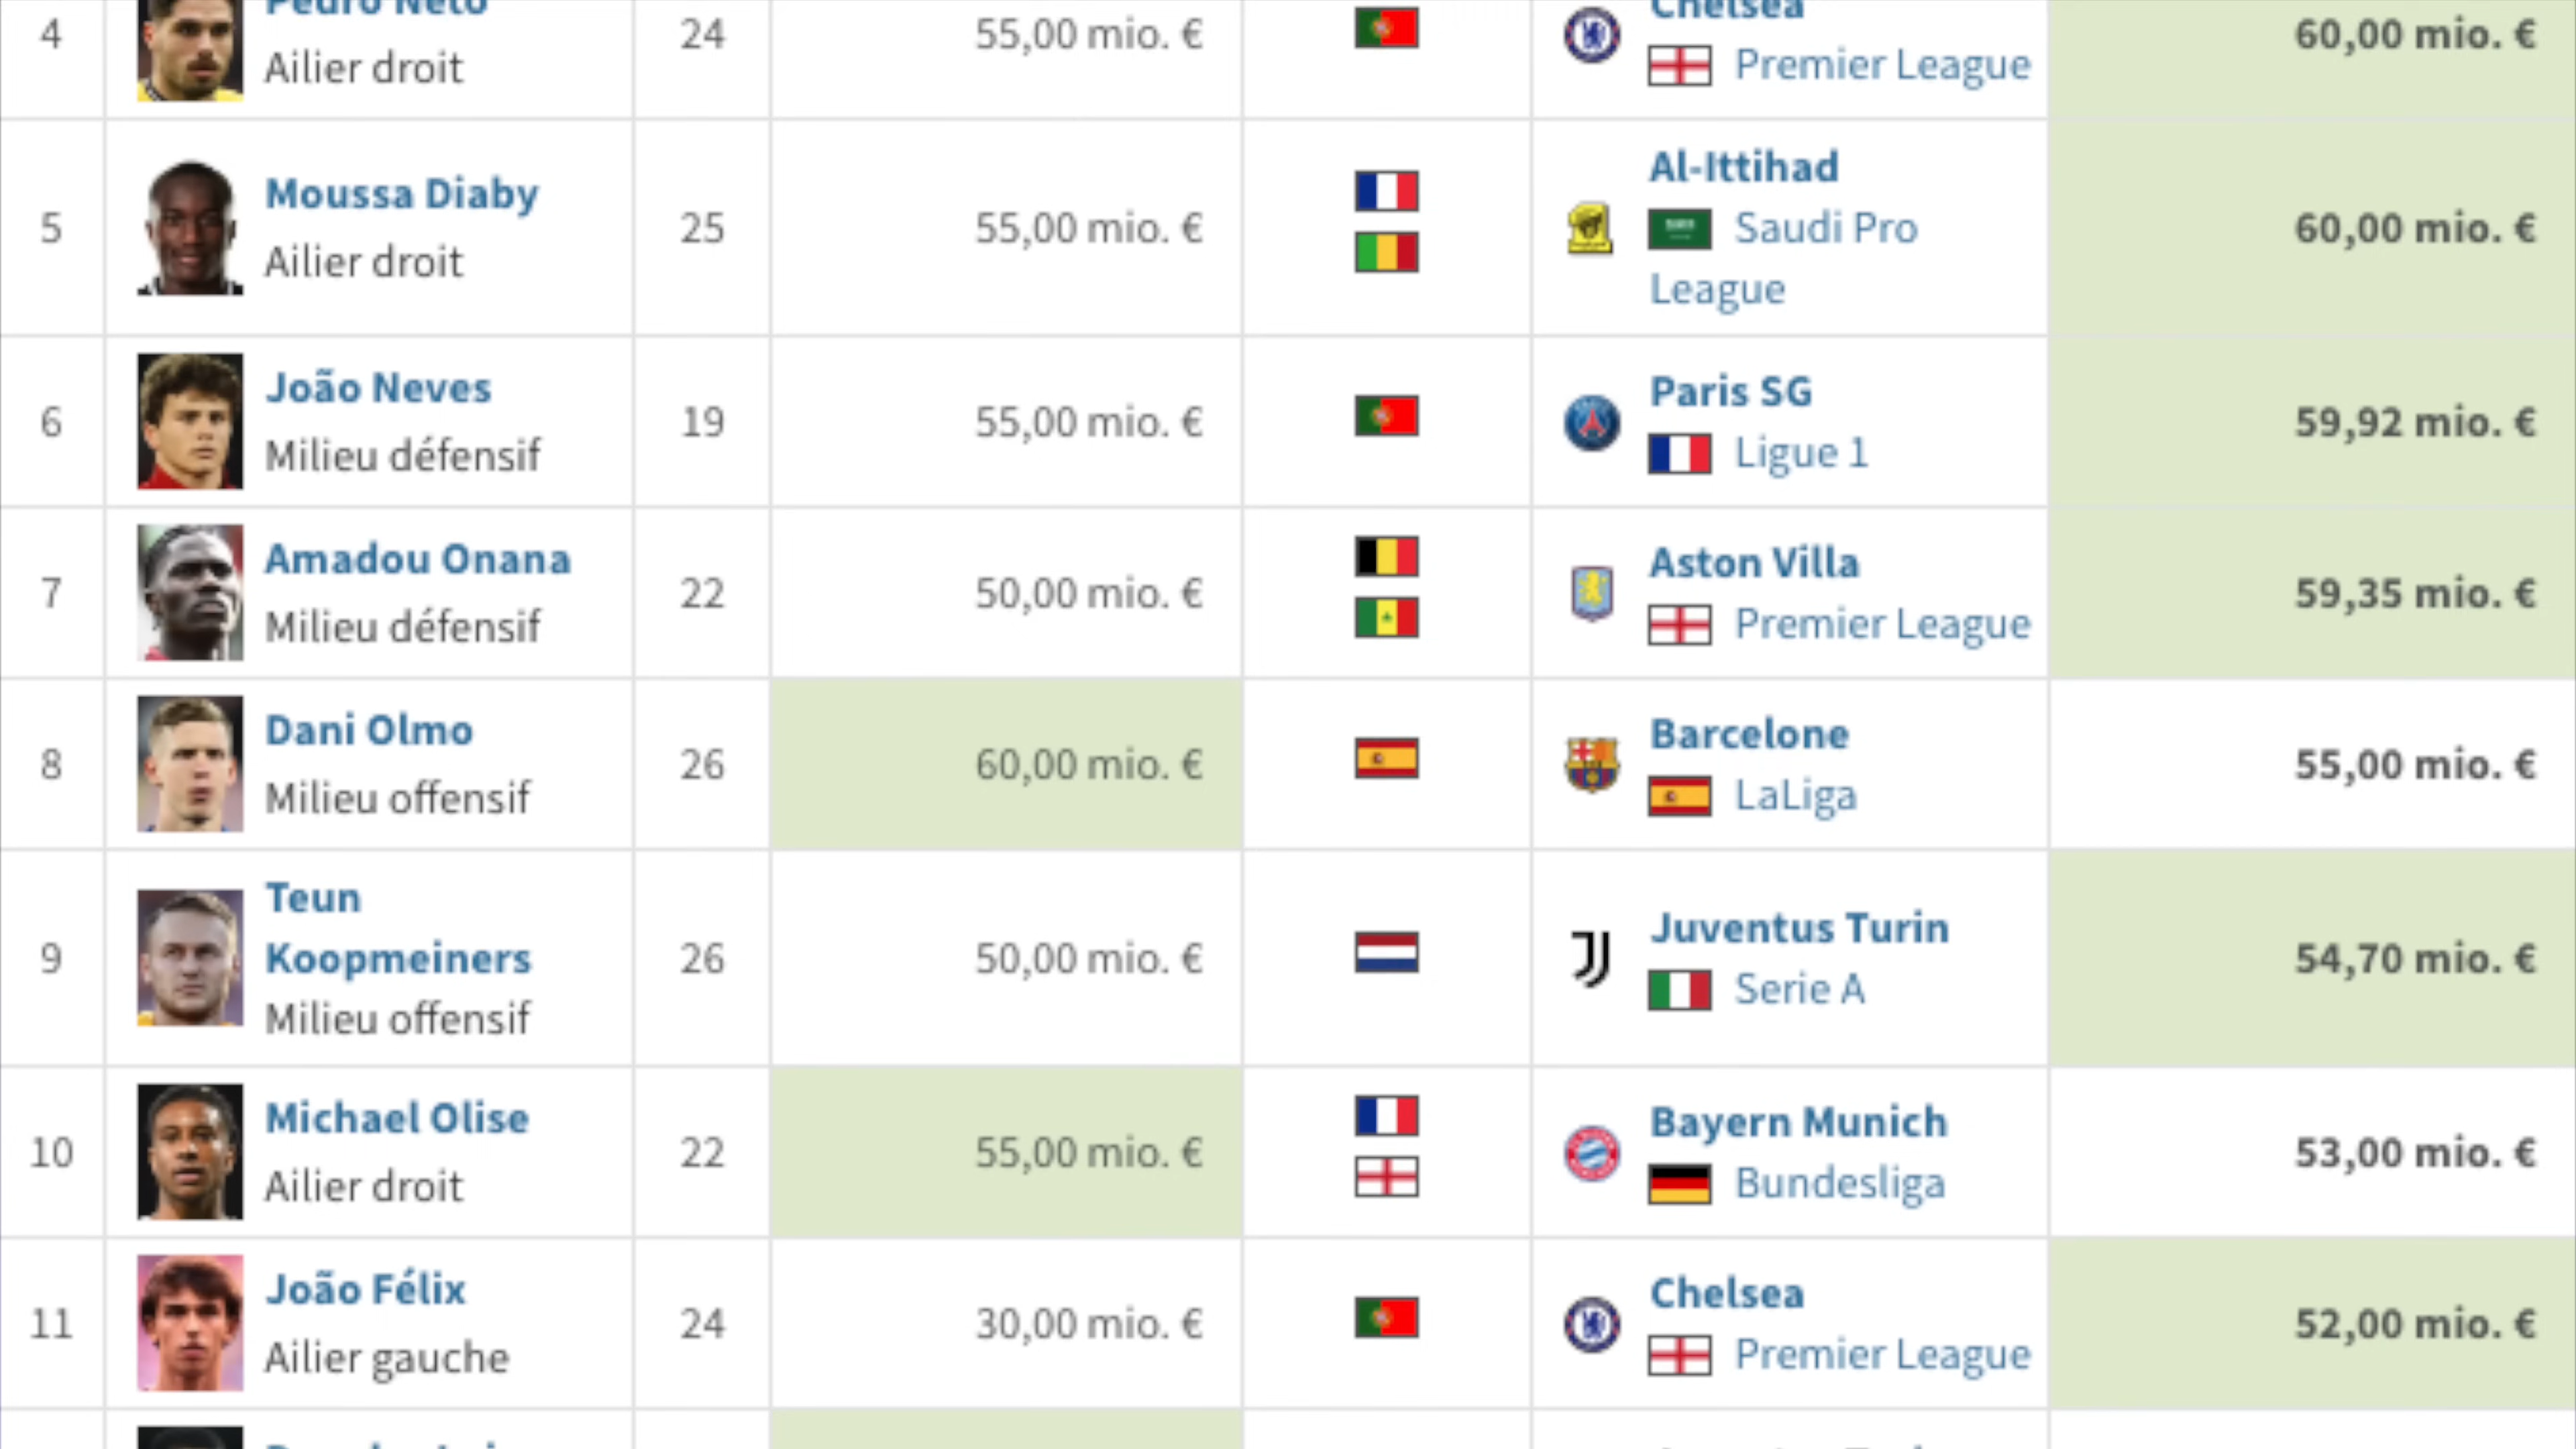 4
Pedro Neto
Ailier droit
24
55,00 mio. €
Chelsea
Premier League
60,00 mio. €
5
Moussa Diaby
Ailier droit
25
55,00 mio. €
Al-Ittihad
Saudi Pro
League
60,00 mio. €
6
João Neves
Milieu défensif
19
55,00 mio. €
Paris SG
Ligue 1
59,92 mio. €
7
Amadou Onana
Milieu défensif
22
50,00 mio. €
Aston Villa
Premier League
59,35 mio. €
8
Dani Olmo
Milieu offensif
26
60,00 mio. €
Barcelone
LaLiga
55,00 mio. €
9
Teun
Koopmeiners
Milieu offensif
26
50,00 mio. €
Juventus Turin
Serie A
54,70 mio. €
10
Michael Olise
Ailier droit
22
55,00 mio. €
Bayern Munich
Bundesliga
53,00 mio. €
11
João Félix
Ailier gauche
24
30,00 mio. €
Chelsea
Premier League
52,00 mio. €